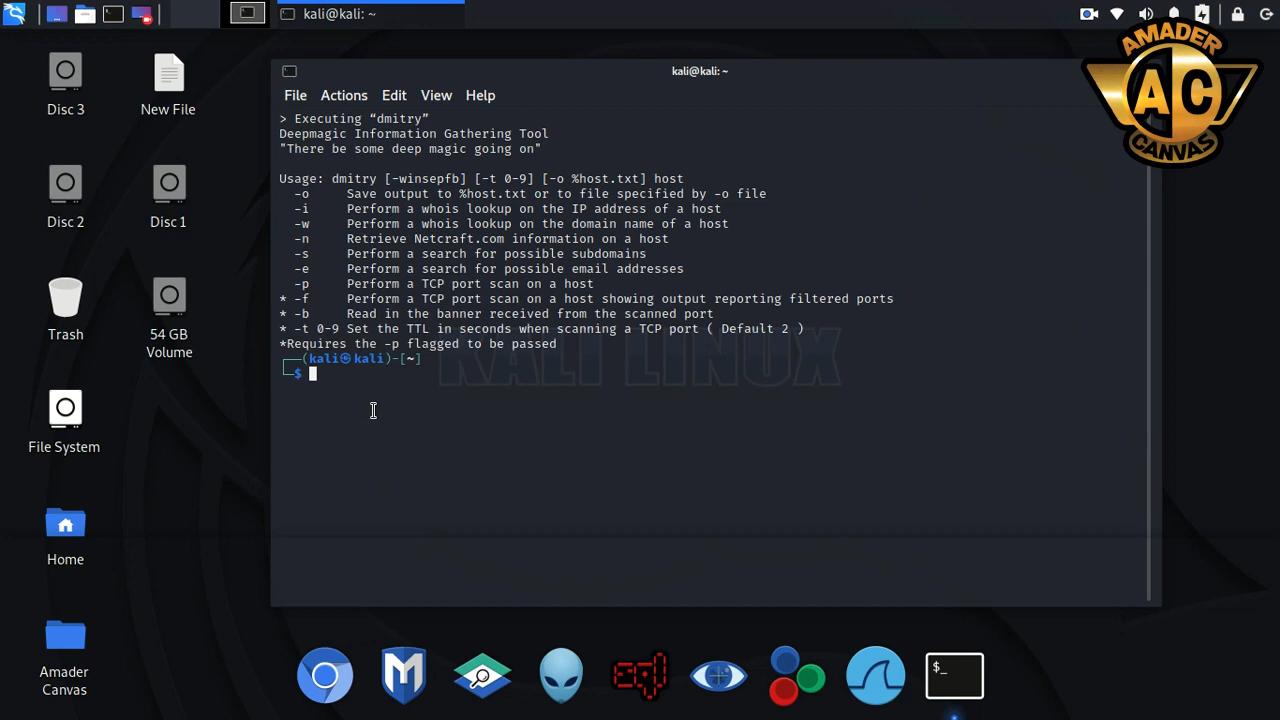 kali@kali: ~
AMADER
AC
CANVAS
Disc 3
New File
Disc 2
Disc 1
Trash
54 GB
Volume
File System
Home
Amader
Canvas
kali@kali: ~
File Actions Edit View Help
> Executing “dmitry”
Deepmagic Information Gathering Tool
"There be some deep magic going on"
Usage: dmitry [-winsepfb] [-t 0-9] [-o %host.txt] host
-o Save output to %host.txt or to file specified by -o file
-i Perform a whois lookup on the IP address of a host
-w Perform a whois lookup on the domain name of a host
-n Retrieve Netcraft.com information on a host
-s Perform a search for possible subdomains
-e Perform a search for possible email addresses
-p Perform a TCP port scan on a host
* -f Perform a TCP port scan on a host showing output reporting filtered ports
* -b Read in the banner received from the scanned port
* -t 0-9 Set the TTL in seconds when scanning a TCP port ( Default 2 )
*Requires the -p flagged to be passed
┌──(kali㉿kali)-[~]
└─$
KALI LINUX
M
sql
$_